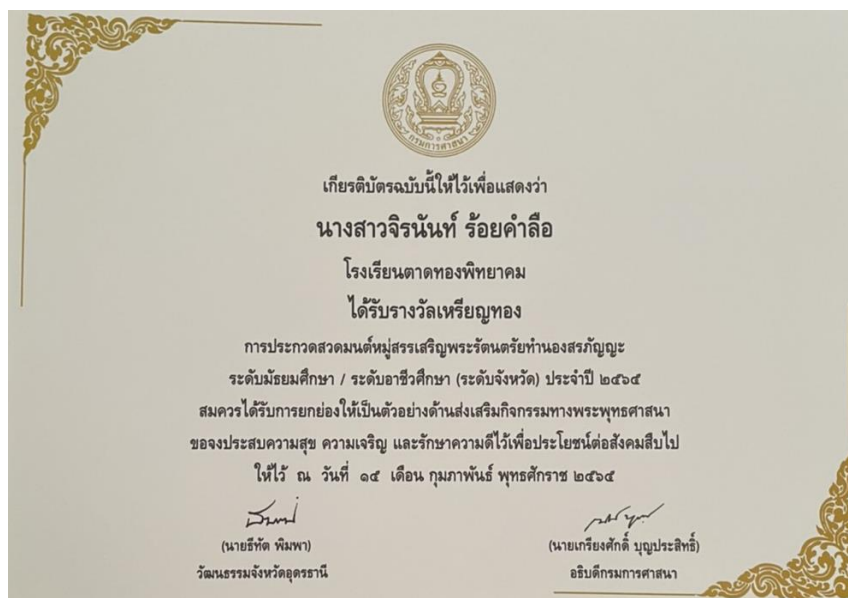 กรมการศาสนา
เกียรติบัตรฉบับนี้ให้ไว้เพื่อแสดงว่า
นางสาวจิรนันท์ ร้อยคำลือ
โรงเรียนตาดทองพิทยาคม
ได้รับรางวัลเหรียญทอง
การประกวดสวดมนต์หมู่สรรเสริญพระรัตนตรัยทำนองสรภัญญะ
ระดับมัธยมศึกษา / ระดับอาชีวศึกษา (ระดับจังหวัด) ประจำปี ๒๕๖๕
สมควรได้รับการยกย่องให้เป็นตัวอย่างด้านส่งเสริมกิจกรรมทางพระพุทธศาสนา
ขอจงประสบความสุข ความเจริญ และรักษาความดีไว้เพื่อประโยชน์ต่อสังคมสืบไป
ให้ไว้ ณ วันที่ ๑๕ เดือน กุมภาพันธ์ พุทธศักราช ๒๕๖๕
(นายธีทัต พิมพา) (นายเกรียงศักดิ์ บุญประสิทธิ์)
วัฒนธรรมจังหวัดอุดรธานี อธิบดีกรมการศาสนา